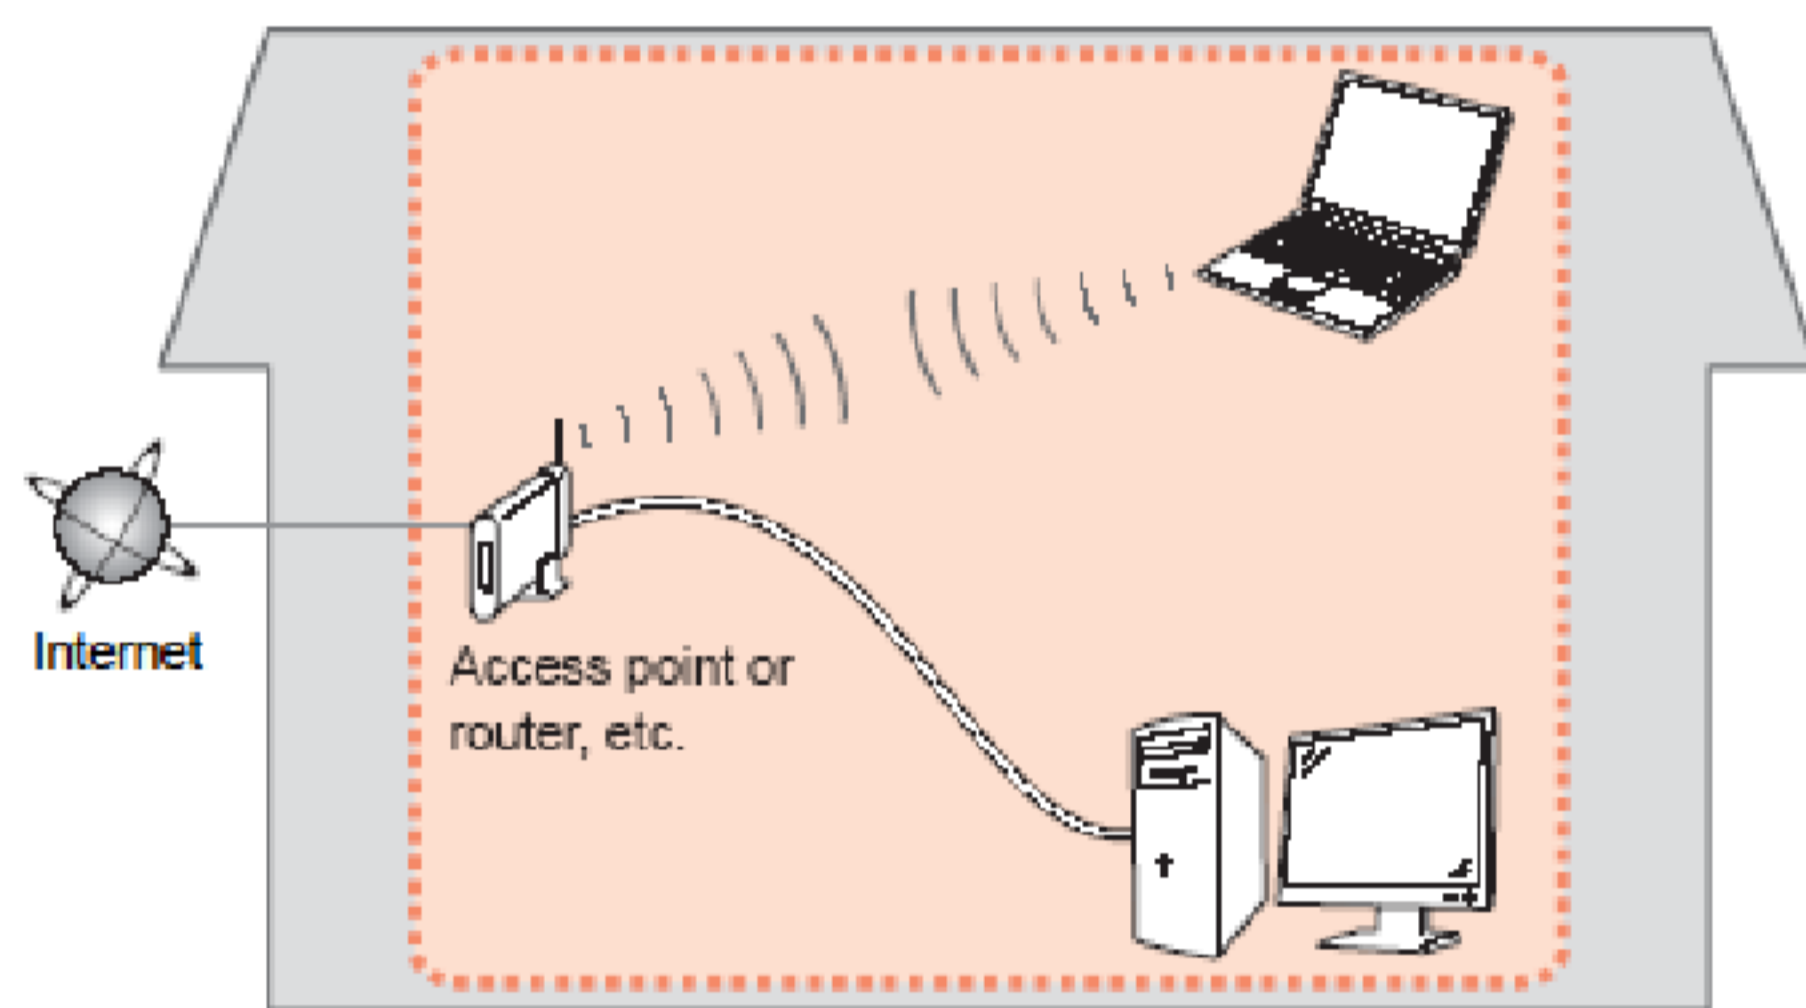 Internet
Access point or
router, etc.